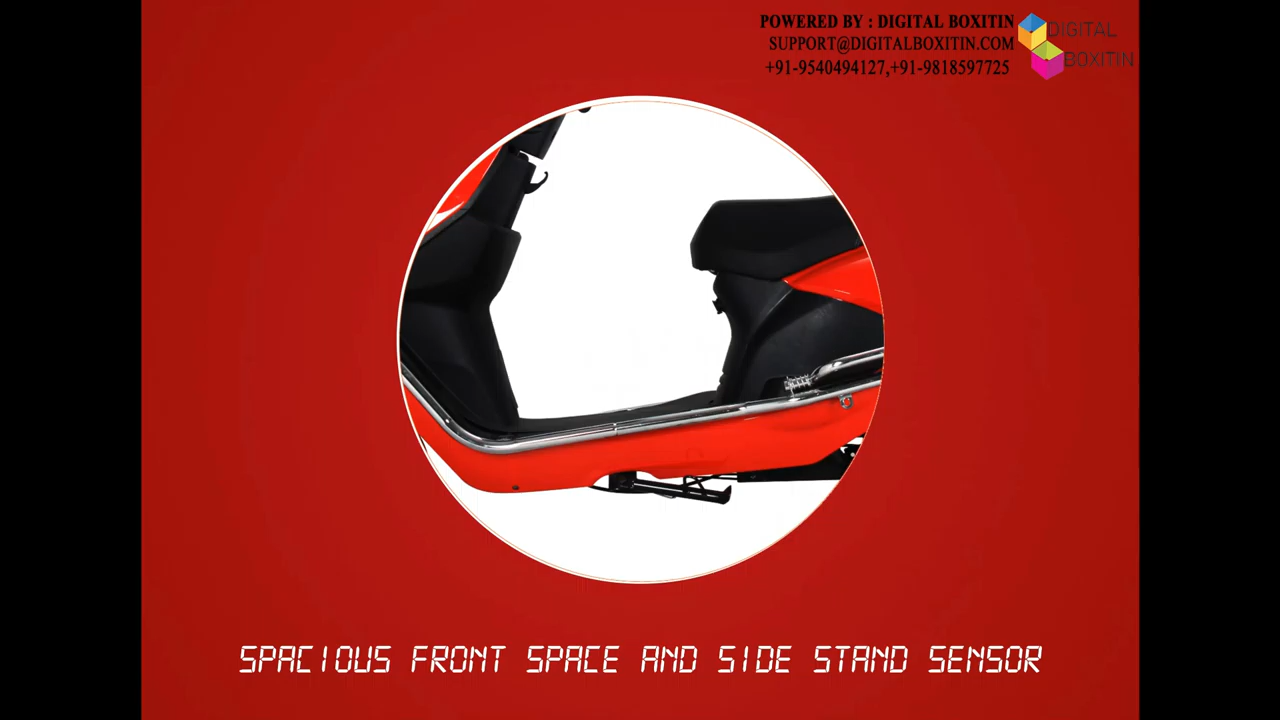 POWERED BY : DIGITAL BOXITIN
SUPPORT@DIGITALBOXITIN.COM
+91-9540494127,+91-9818597725
DIGITAL
BOXITIN
SPACIOUS FRONT SPACE AND SIDE STAND SENSOR